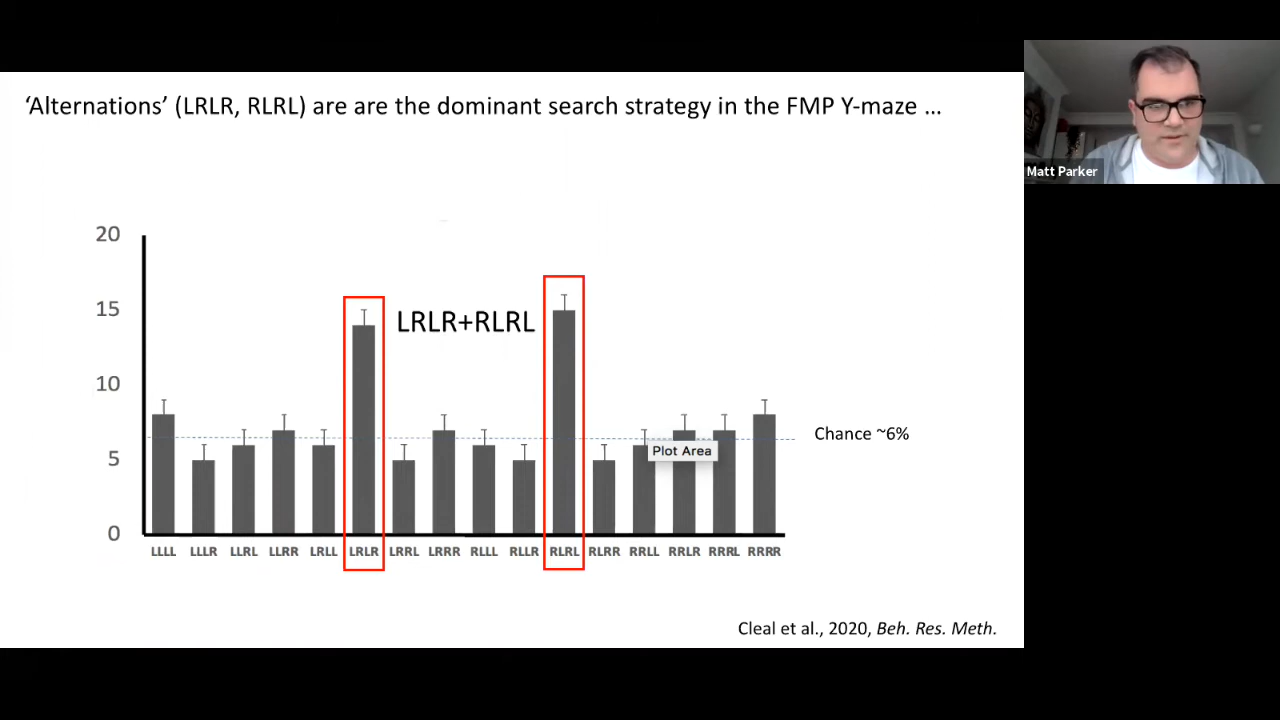 ‘Alternations’ (LRLR, RLRL) are are the dominant search strategy in the FMP Y-maze ...
Matt Parker
20
15
10
5
0
LRLR+RLRL
Chance ~6%
Plot Area
LLLL LLLR LLRL LLRR LRLL LRLR LRRL LRRR RLLL RLLR RLRL RLRR RRLL RRLR RRRL RRRR
Cleal et al., 2020, Beh. Res. Meth.